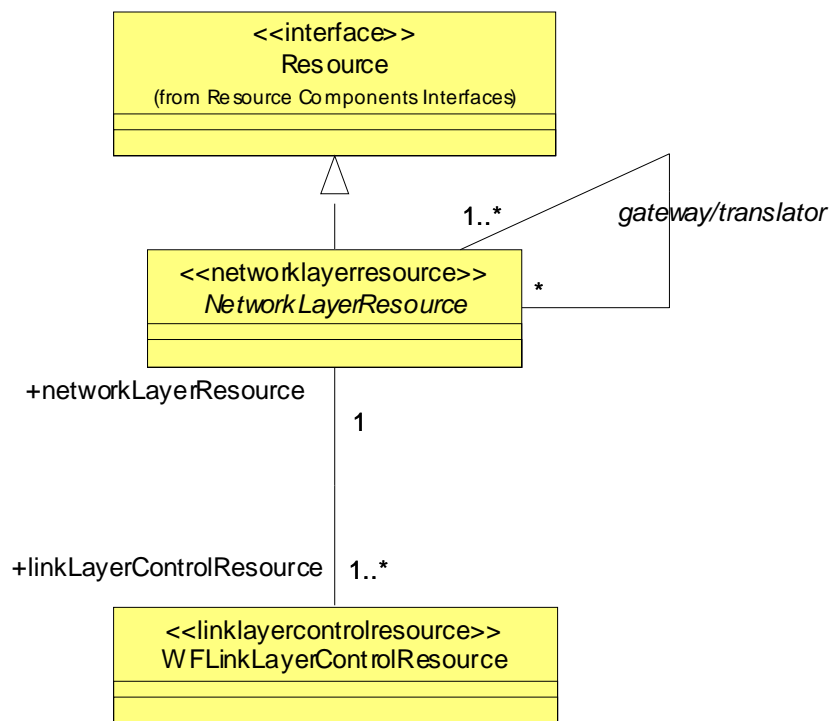 <<interface>>
Resource
(from Resource Components Interfaces)
1..*
gateway/translator
<<networklayerresource>>
NetworkLayerResource
*
+networkLayerResource
1
+linkLayerControlResource
1..*
<<linklayercontrolresource>>
WFLinkLayerControlResource